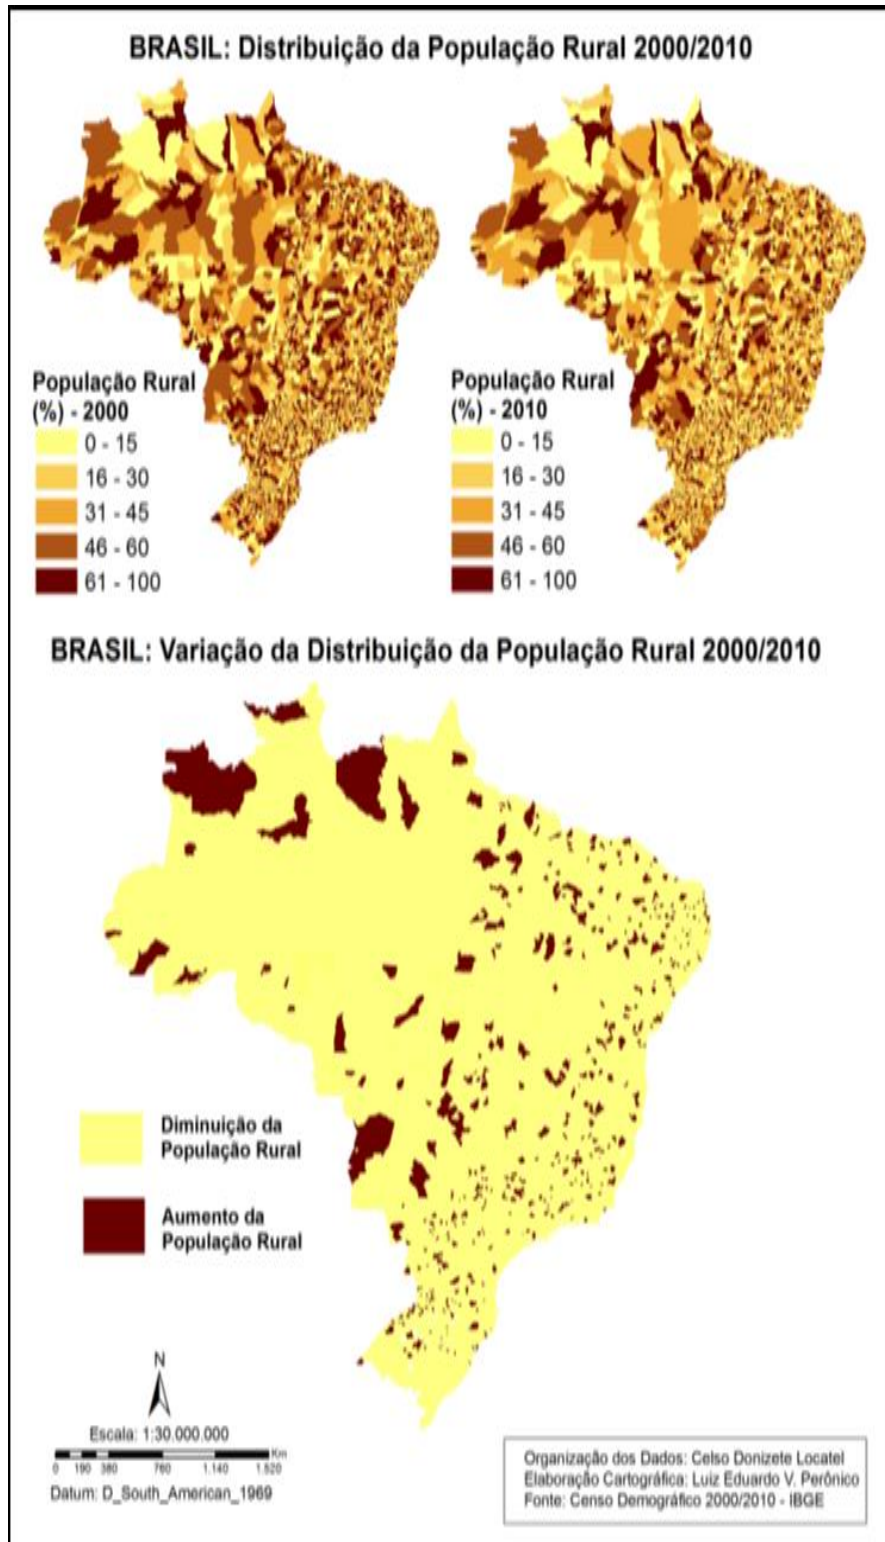 BRASIL: Distribuição da População Rural 2000/2010
População Rural
(%) - 2000
0 - 15
16 - 30
31 - 45
46 - 60
61 - 100
População Rural
(%) - 2010
0 - 15
16 - 30
31 - 45
46 - 60
61 - 100
BRASIL: Variação da Distribuição da População Rural 2000/2010
Diminuição da
População Rural
Aumento da
População Rural
N
Escala: 1:30.000.000
Km
0 190 380 760 1.140 1.520
Datum: D_South_American_1969
Organização dos Dados: Celso Donizete Locatel
Elaboração Cartográfica: Luiz Eduardo V. Perônico
Fonte: Censo Demográfico 2000/2010 - IBGE